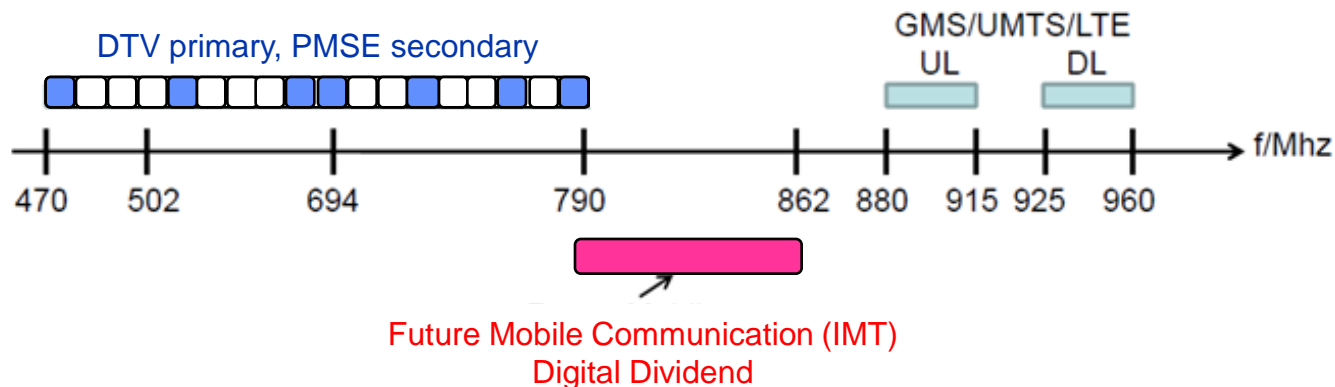 DTV primary, PMSE secondary
GMS/UMTS/LTE
UL DL
f/Mhz
470 502 694 790 862 880 915 925 960
Future Mobile Communication (IMT)
Digital Dividend